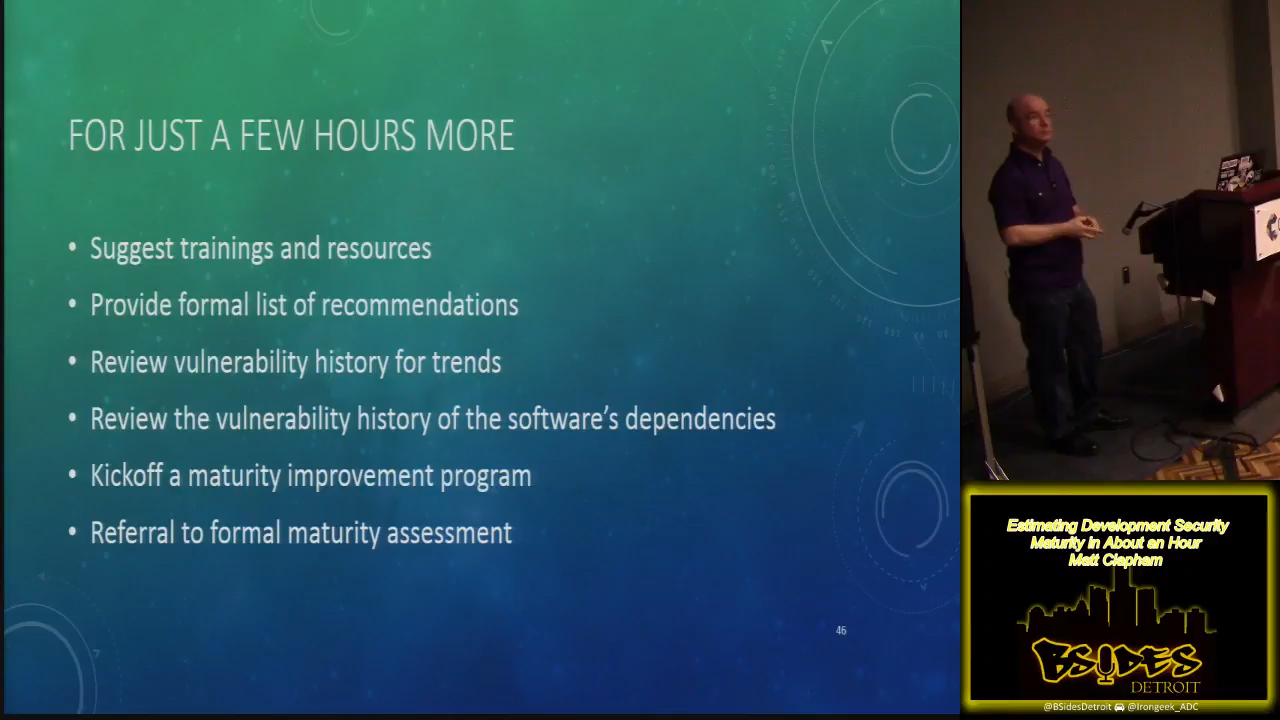 FOR JUST A FEW HOURS MORE
• Suggest trainings and resources
• Provide formal list of recommendations
• Review vulnerability history for trends
• Review the vulnerability history of the software’s dependencies
• Kickoff a maturity improvement program
• Referral to formal maturity assessment
46
Estimating Development Security
Maturity in About an Hour
Matt Clapham
BSIDES
DETROIT
@BSidesDetroit @Irongeek_ADC